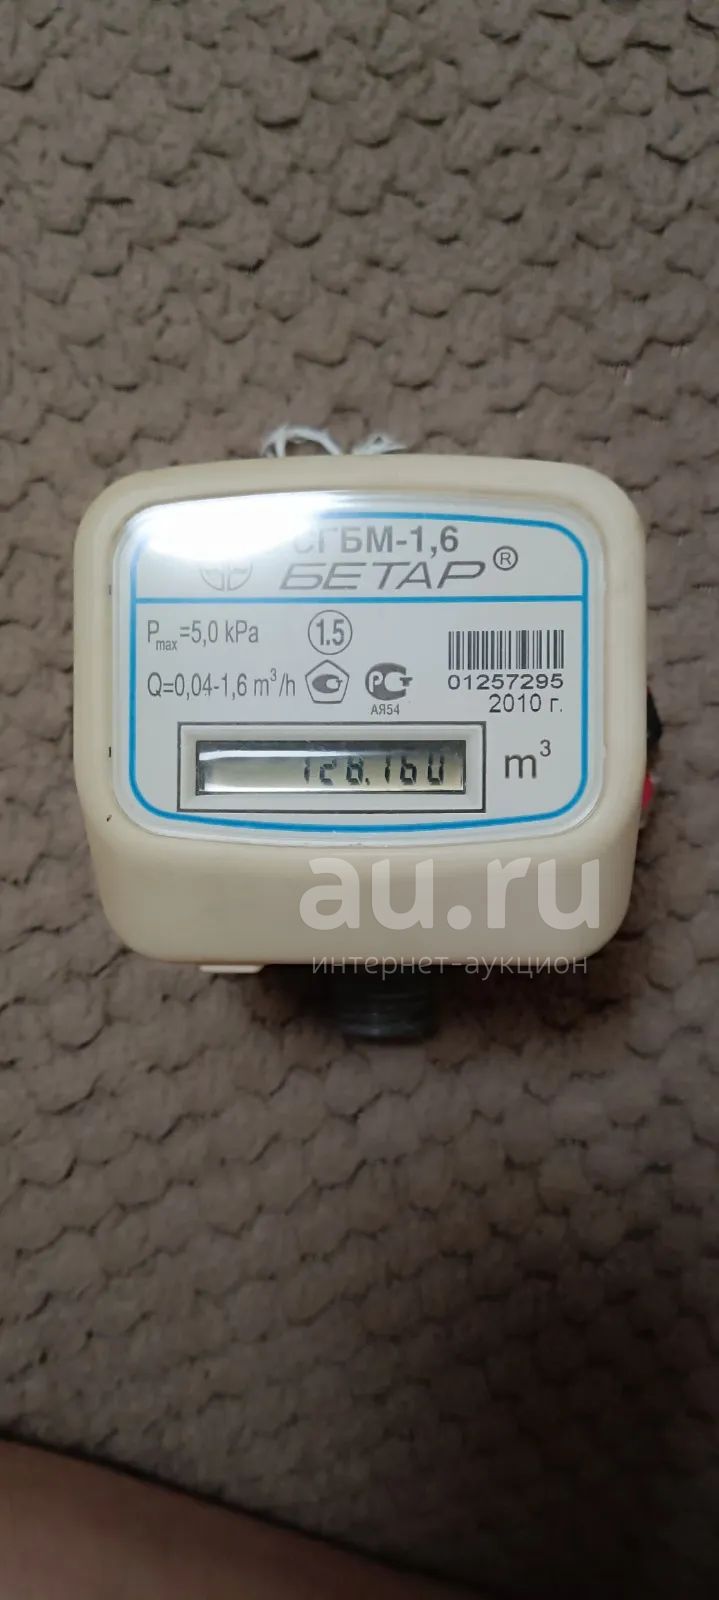 СГБМ-1,6
БЕТАР®
Pmax=5,0 kPa
1.5
Q=0,04-1,6 m³/h
РСТ
АЯ54
01257295
2010 г.
128.160
m³
au.ru
интернет-аукцион